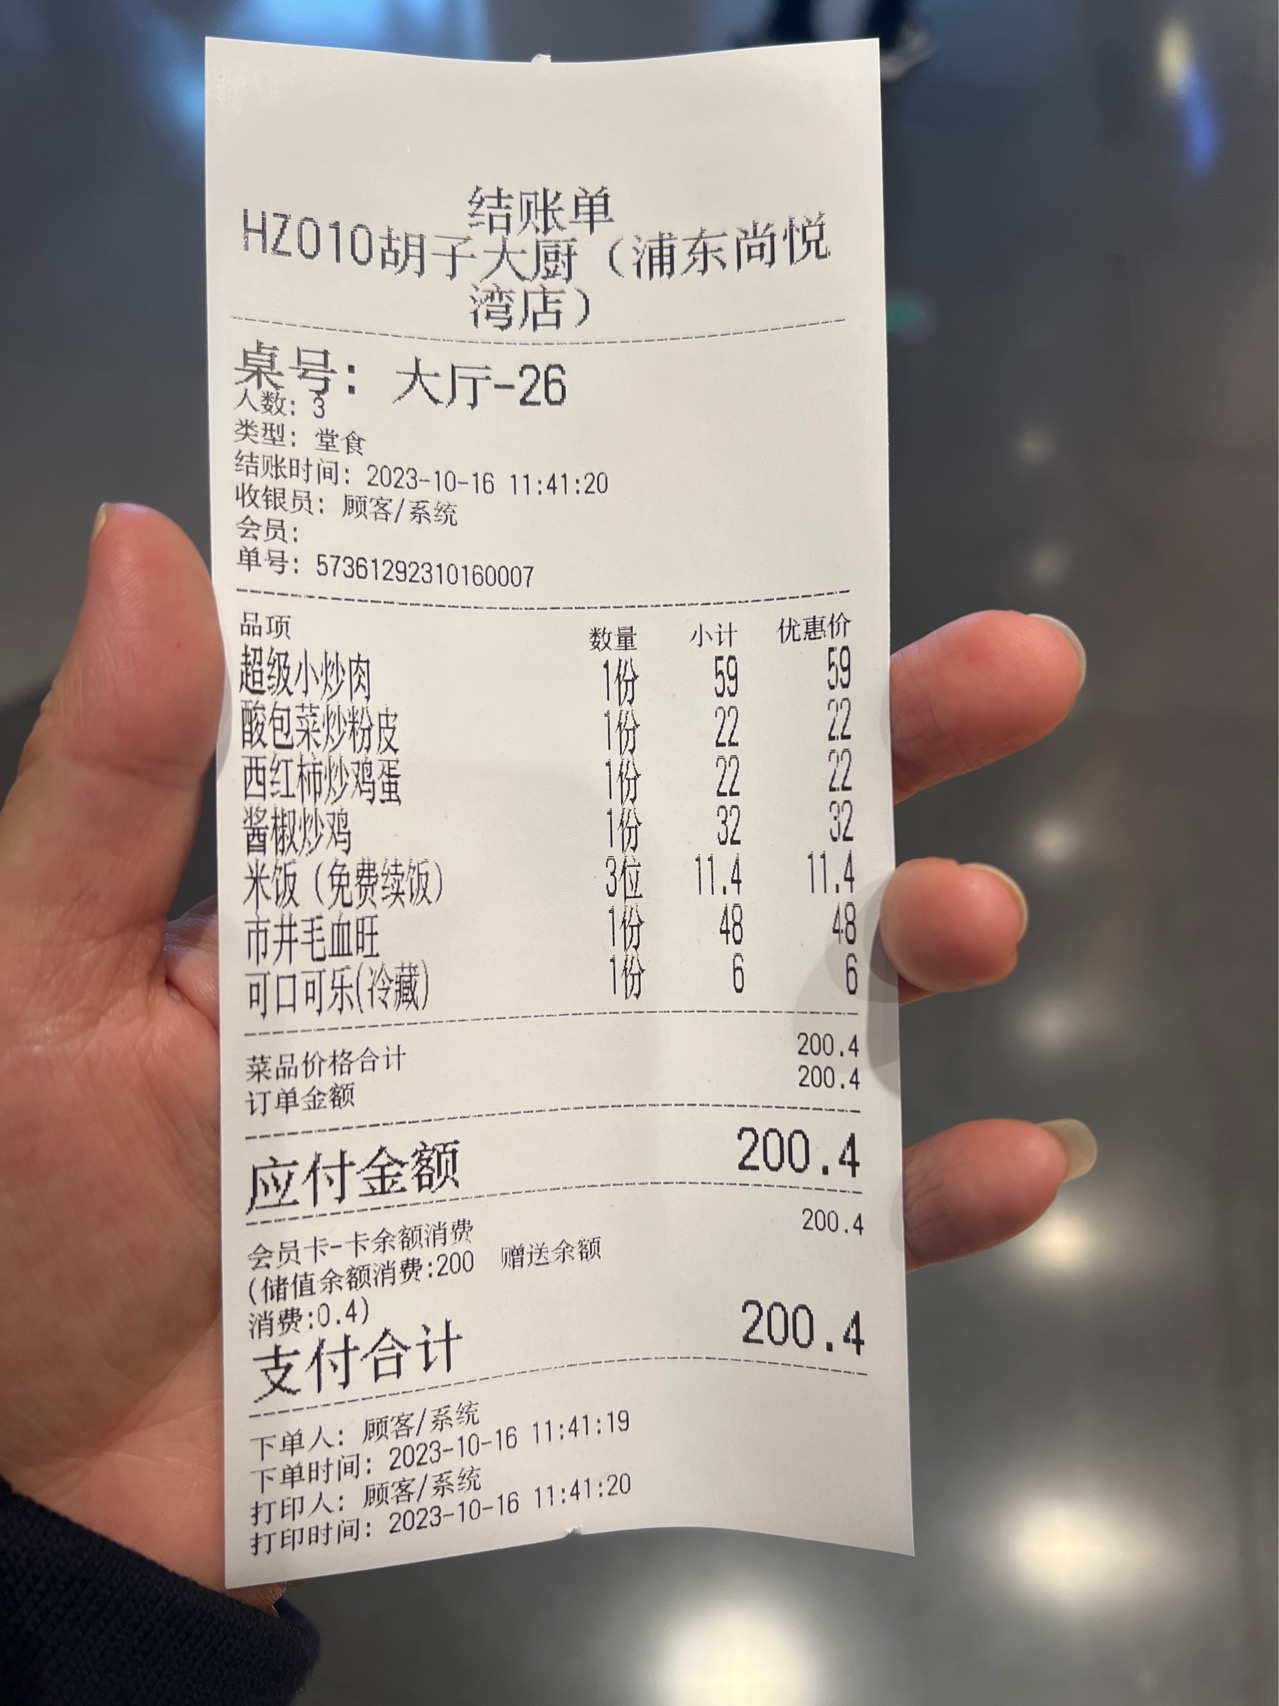 结账单
HZ010胡子大厨（浦东尚悦
湾店）
桌号：大厅-26
人数：3
类型：堂食
结账时间：2023-10-16 11:41:20
收银员：顾客/系统
会员：
单号：57361292310160007
品项 数量 小计 优惠价
超级小炒肉 1份 59 59
酸包菜炒粉皮 1份 22 22
西红柿炒鸡蛋 1份 22 22
酱椒炒鸡 1份 32 32
米饭（免费续饭） 3位 11.4 11.4
市井毛血旺 1份 48 48
可口可乐(冷藏) 1份 6 6
菜品价格合计 200.4
订单金额 200.4
应付金额 200.4
会员卡-卡余额消费 200.4
(储值余额消费:200 赠送余额
消费:0.4)
支付合计 200.4
下单人：顾客/系统
下单时间：2023-10-16 11:41:19
打印人：顾客/系统
打印时间：2023-10-16 11:41:20